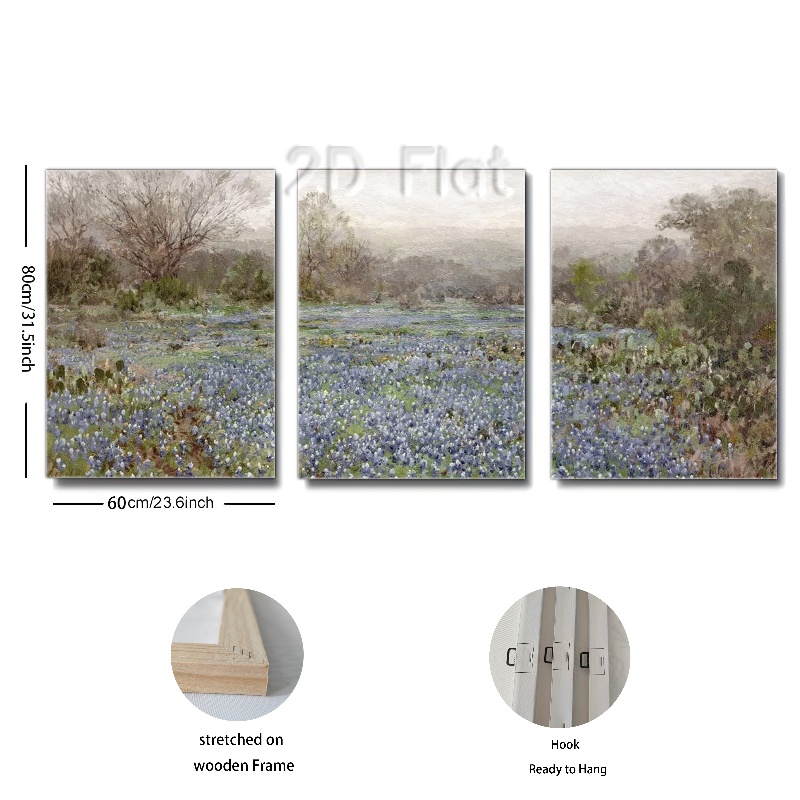 2D Flat
80cm/31.5inch
60cm/23.6inch
stretched on
wooden Frame
Hook
Ready to Hang